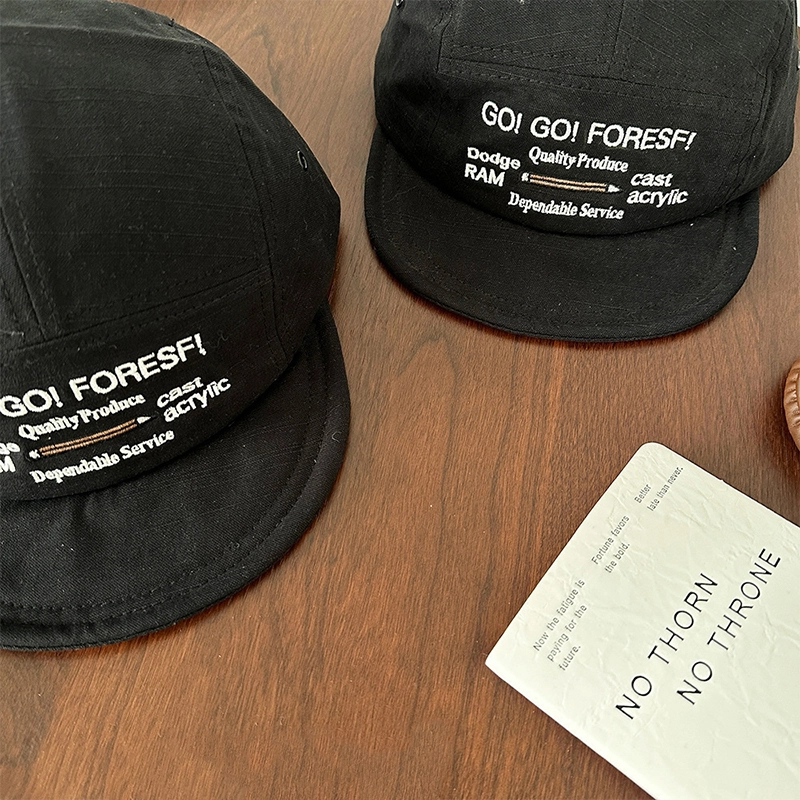 GO! GO! FORESF!
Dodge
RAM
Quality Produce
cast
acrylic
Dependable Service
GO! FORESF!
Quality Produce
cast
acrylic
Dependable Service
Better
late than never.
Fortune favors
the bold.
Now the fatigue is
paying for the
future.
NO THORN
NO THRONE